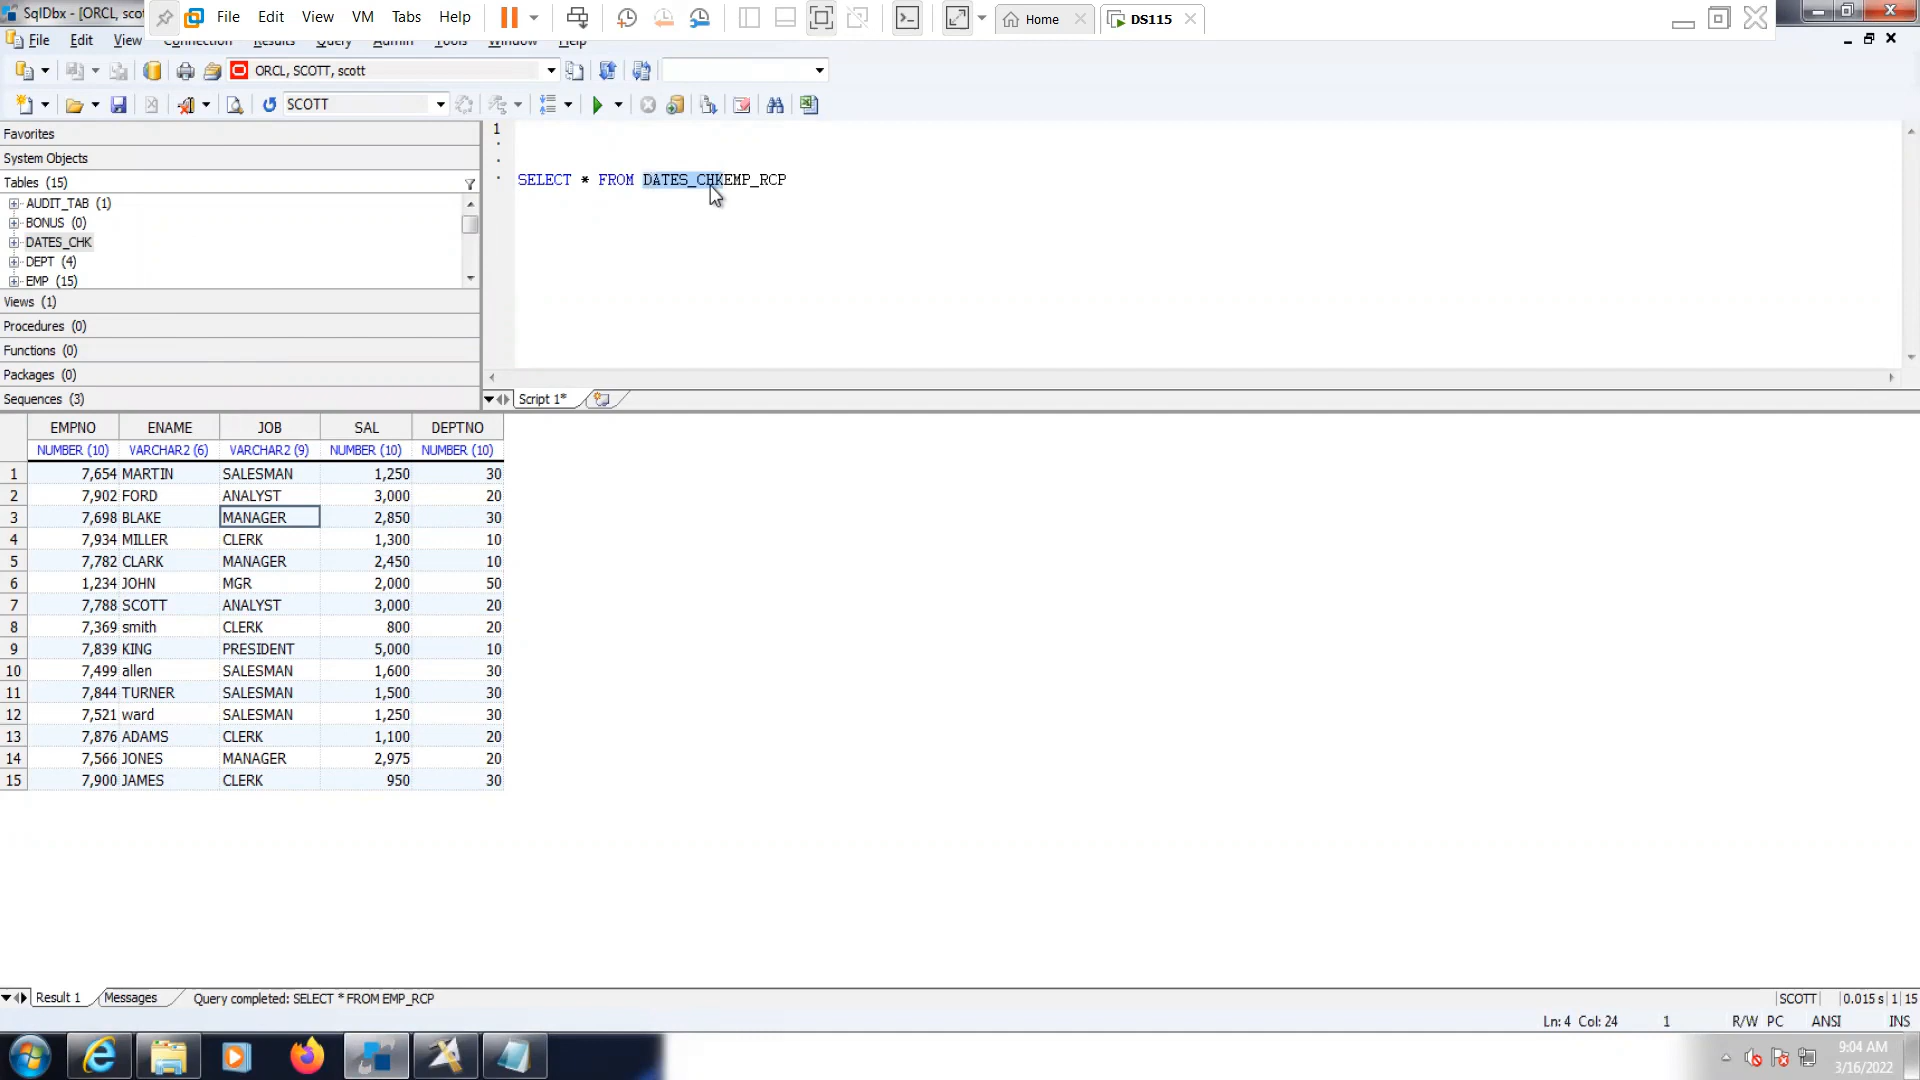 SqlDbx - [ORCL, sco
File Edit View VM Tabs Help
Home
DS115
File Edit View Connection Results Query Admin Tools Window Help
ORCL, SCOTT, scott
SCOTT
Favorites
System Objects
Tables (15)
AUDIT_TAB (1)
BONUS (0)
DATES_CHK
DEPT (4)
EMP (15)
Views (1)
Procedures (0)
Functions (0)
Packages (0)
Sequences (3)
1
SELECT * FROM DATES_CHKEMP_RCP
Script 1*
EMPNO ENAME JOB SAL DEPTNO
NUMBER (10) VARCHAR2 (6) VARCHAR2 (9) NUMBER (10) NUMBER (10)
1 7,654 MARTIN SALESMAN 1,250 30
2 7,902 FORD ANALYST 3,000 20
3 7,698 BLAKE MANAGER 2,850 30
4 7,934 MILLER CLERK 1,300 10
5 7,782 CLARK MANAGER 2,450 10
6 1,234 JOHN MGR 2,000 50
7 7,788 SCOTT ANALYST 3,000 20
8 7,369 smith CLERK 800 20
9 7,839 KING PRESIDENT 5,000 10
10 7,499 allen SALESMAN 1,600 30
11 7,844 TURNER SALESMAN 1,500 30
12 7,521 ward SALESMAN 1,250 30
13 7,876 ADAMS CLERK 1,100 20
14 7,566 JONES MANAGER 2,975 20
15 7,900 JAMES CLERK 950 30
Result 1 Messages Query completed: SELECT * FROM EMP_RCP SCOTT 0.015 s 1 15
Ln: 4 Col: 24 1 R/W PC ANSI INS
9:04 AM
3/16/2022